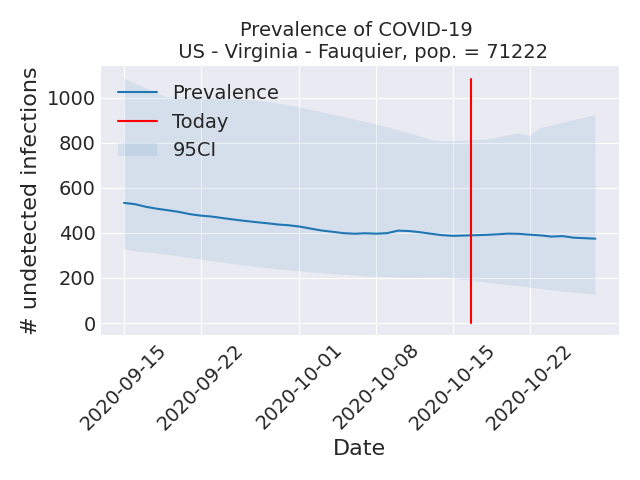 Prevalence of COVID-19
US - Virginia - Fauquier, pop. = 71222
# undetected infections
1000
800
600
400
200
0
Prevalence
Today
95CI
2020-09-15
2020-09-22
2020-10-01
2020-10-08
2020-10-15
2020-10-22
Date